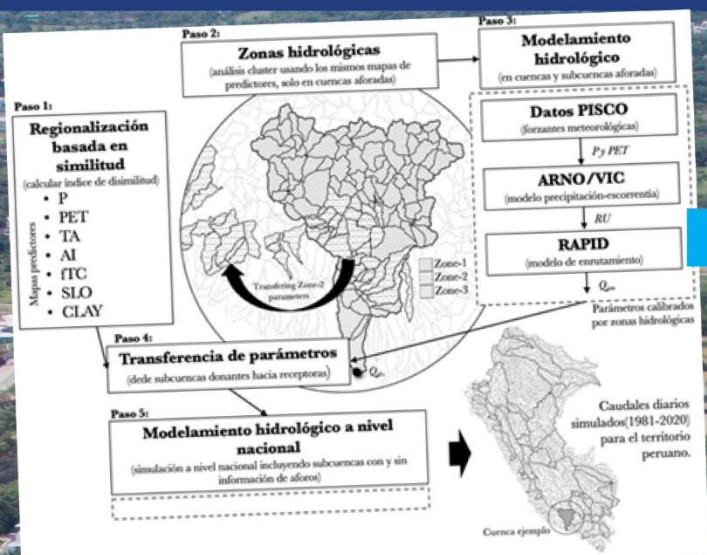 Paso 1:
Regionalización
basada en
similitud
(calcular índice de disimilitud)
Mapas predictores
• P
• PET
• TA
• AI
• fTC
• SLO
• CLAY
Paso 2:
Zonas hidrológicas
(análisis cluster usando los mismos mapas de
predictores, solo en cuencas aforadas)
Transfering Zone-2
parameters
Zone-1
Zone-2
Zone-3
Paso 3:
Modelamiento
hidrológico
(en cuencas y subcuencas aforadas)
Datos PISCO
(forzantes meteorológicas)
P y PET
ARNO/VIC
(modelo precipitación-escorrentía)
RU
RAPID
(modelo de enrutamiento)
Parámetros calibrados
por zonas hidrológicas
Paso 4:
Transferencia de parámetros
(dede subcuencas donantes hacia receptoras)
Paso 5:
Modelamiento hidrológico a nivel
nacional
(simulación a nivel nacional incluyendo subcuencas con y sin
información de aforos)
Caudales diarios
simulados(1981-2020)
para el territorio
peruano.
Cuenca ejemplo